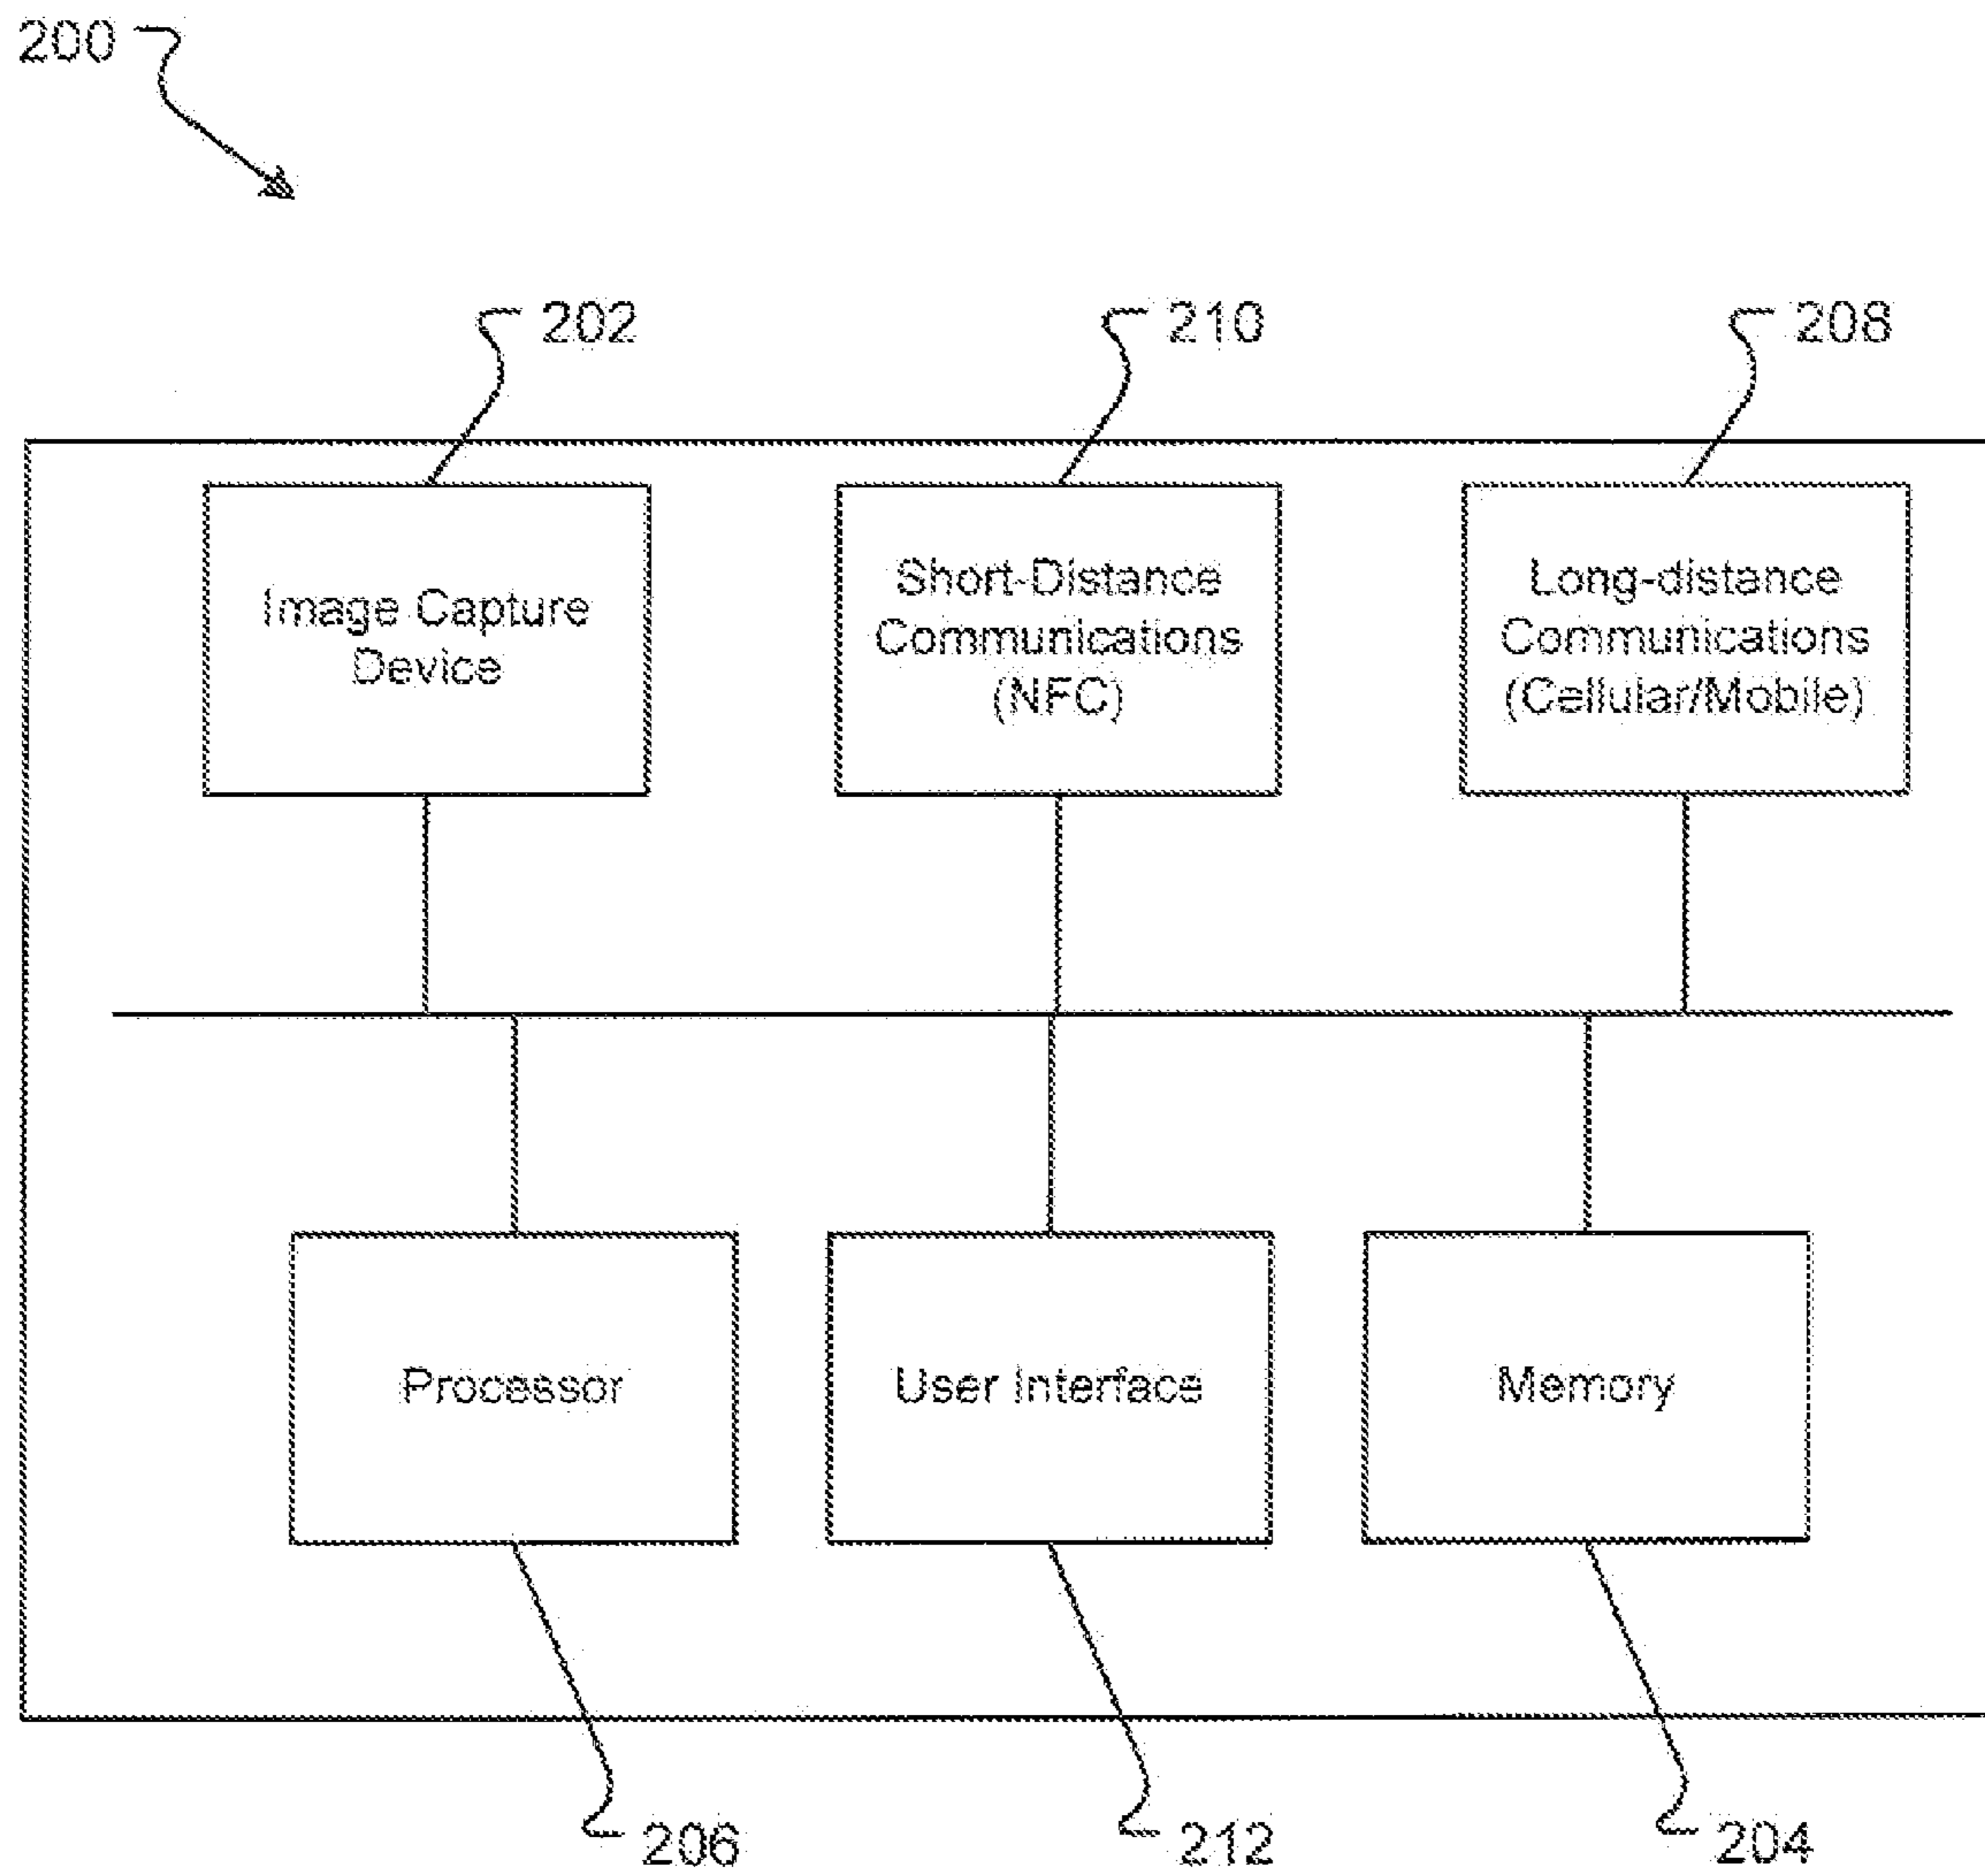 200
202
210
208
Image Capture
Device
Short-Distance
Communications
(NFC)
Long-distance
Communications
(Cellular/Mobile)
Processor
User Interface
Memory
206
212
204